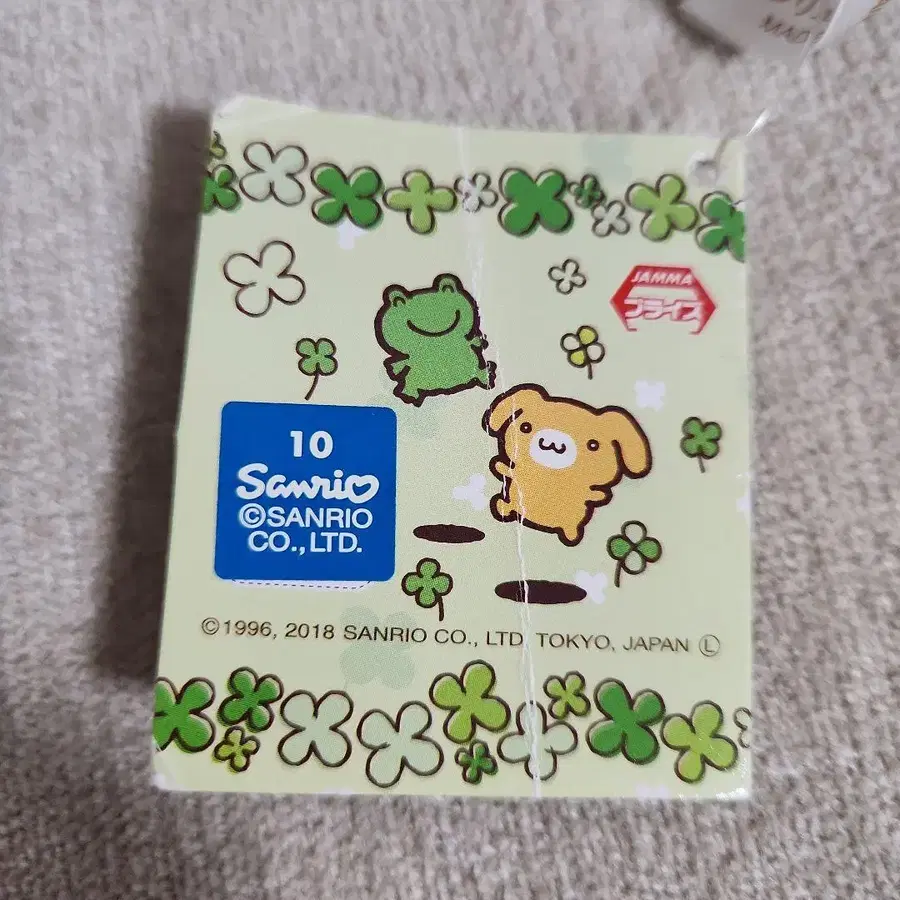 JAMMA
プライズ
10
Sanrio
©SANRIO
CO., LTD.
©1996, 2018 SANRIO CO., LTD. TOKYO, JAPAN Ⓛ